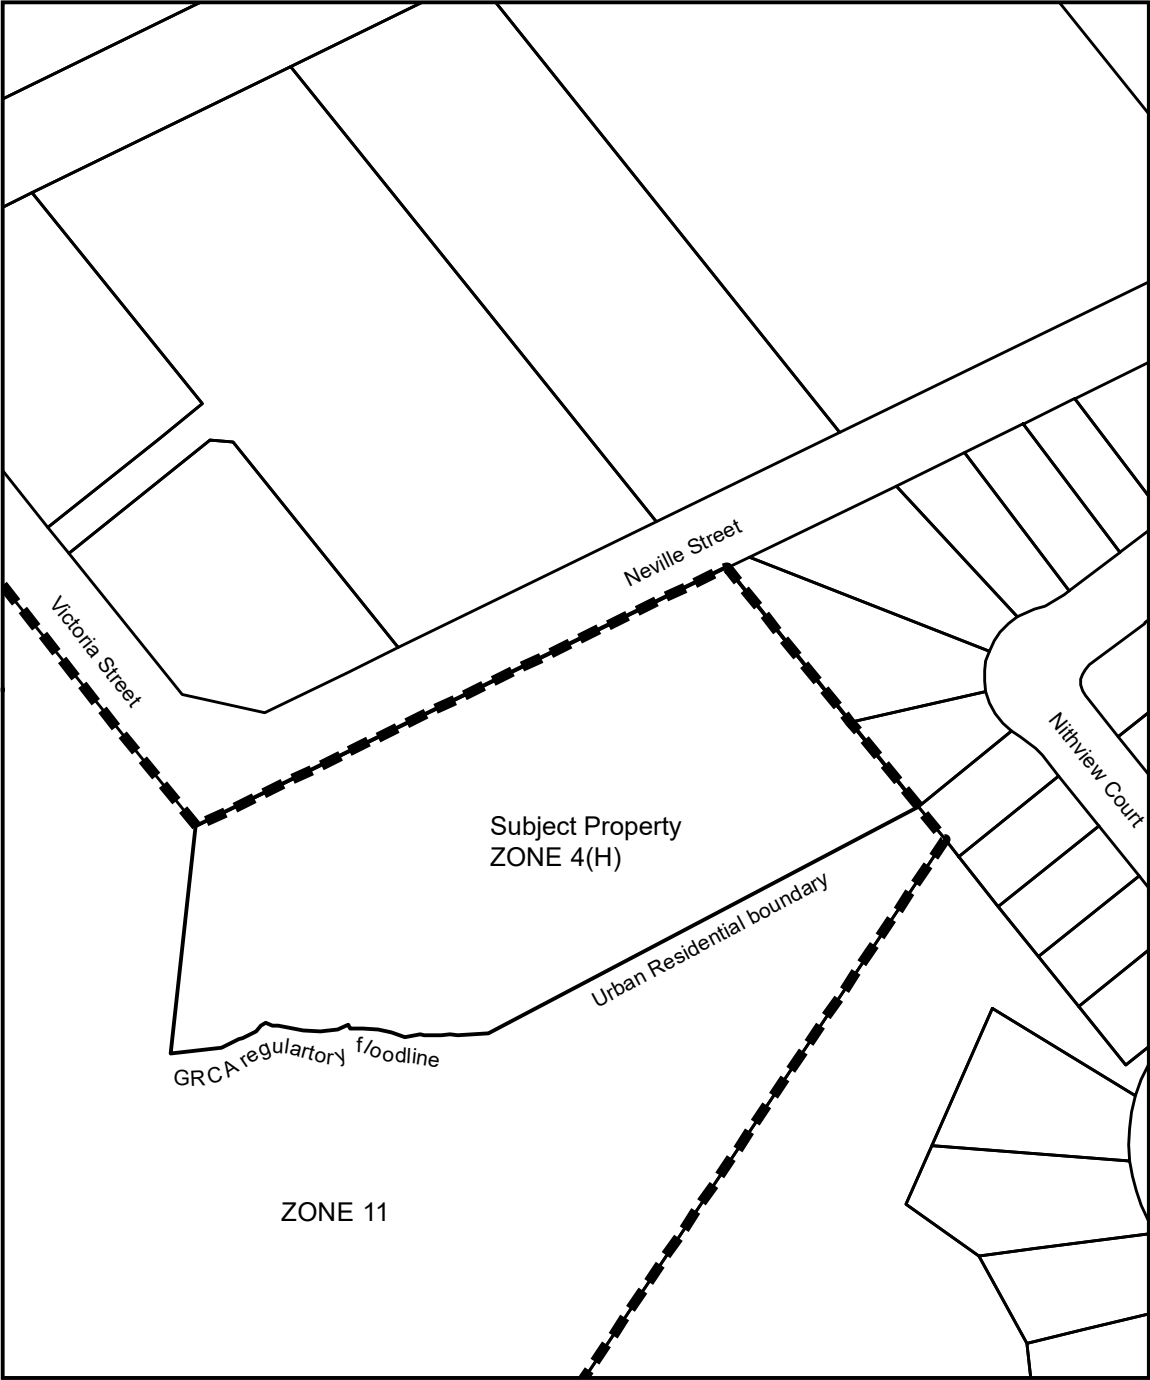 Neville Street
Victoria Street
Nithview Court
Subject Property
ZONE 4(H)
Urban Residential boundary
GRCA regulartory floodline
ZONE 11